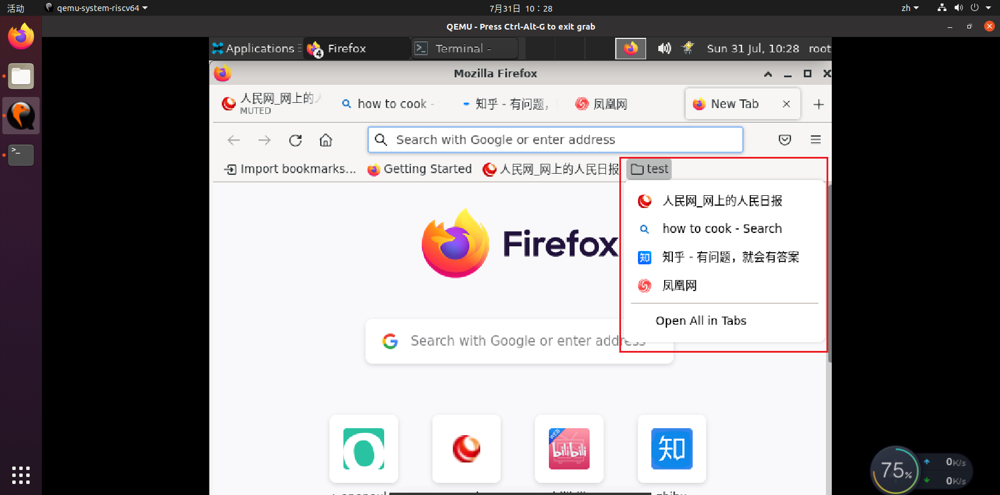 活动
qemu-system-riscv64
7月31日 10：28
zh
QEMU - Press Ctrl-Alt-G to exit grab
Applications
4
Firefox
Terminal -
Sun 31 Jul, 10:28
root
Mozilla Firefox
人民网_网上的人
MUTED
how to cook -
知乎 - 有问题，
凤凰网
New Tab
Search with Google or enter address
Import bookmarks...
Getting Started
人民网_网上的人民日报
test
人民网_网上的人民日报
how to cook - Search
知
知乎 - 有问题，就会有答案
凤凰网
Open All in Tabs
Firefox
Search with Google or enter address
WEB
bilibili
知
75%
0K/s
0K/s